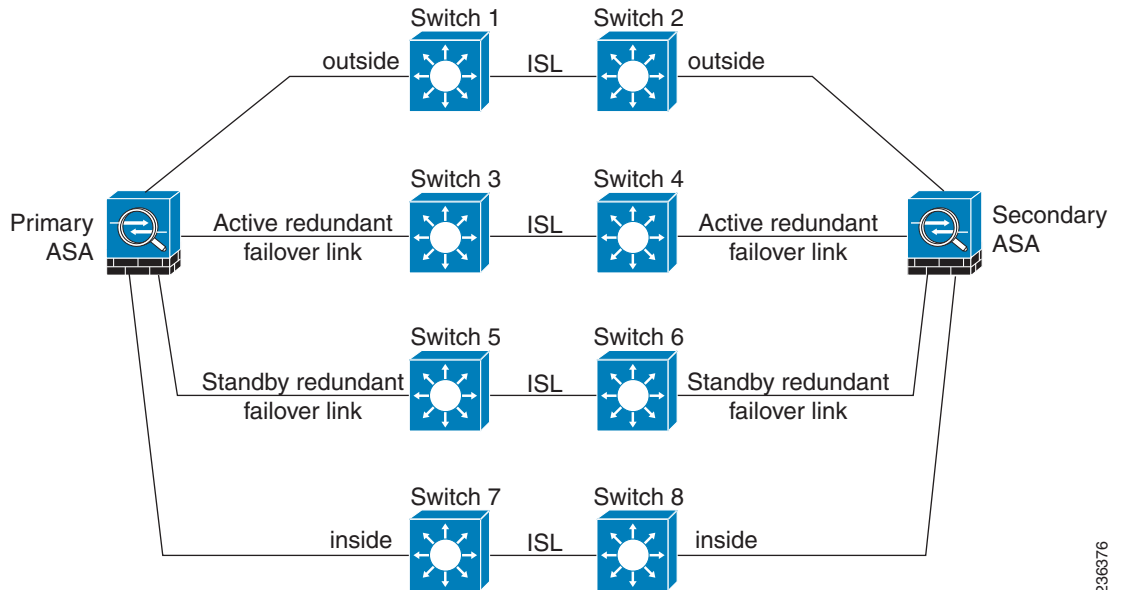 Switch 1
Switch 2
outside
ISL
outside
Switch 3
Switch 4
Primary
ASA
Active redundant
failover link
ISL
Active redundant
failover link
Secondary
ASA
Switch 5
Switch 6
Standby redundant
failover link
ISL
Standby redundant
failover link
Switch 7
Switch 8
inside
ISL
inside
236376